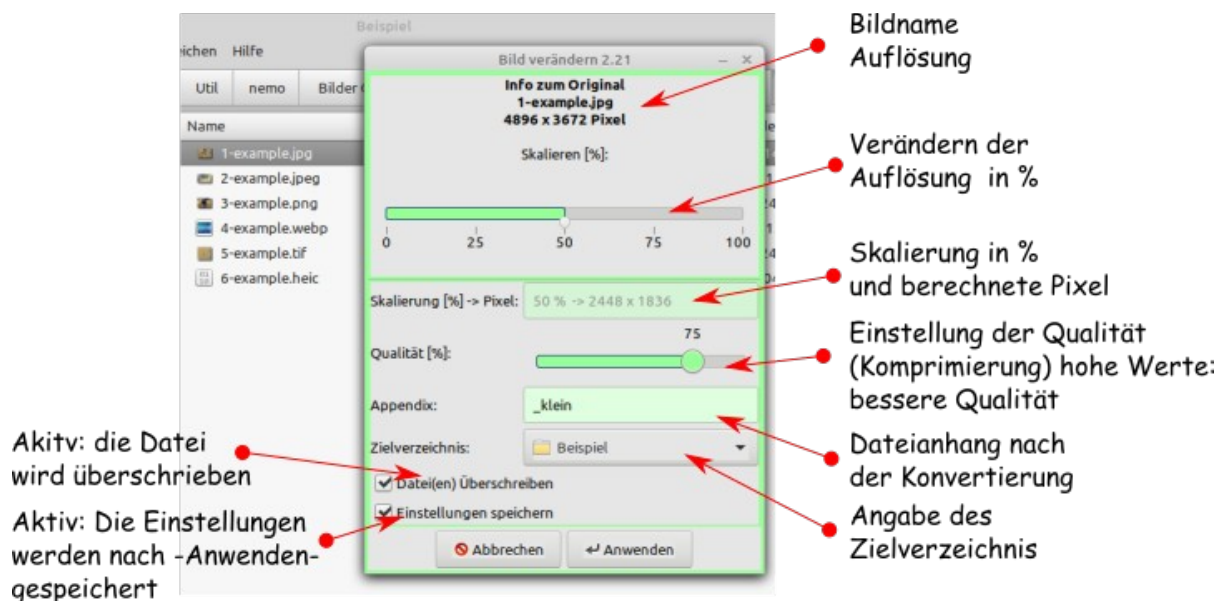 Beispiel
eichen Hilfe
Util nemo Bilder
Name
1-example.jpg
2-example.jpeg
3-example.png
4-example.webp
5-example.tif
6-example.heic
Bild verändern 2.21
Info zum Original
1-example.jpg
4896 x 3672 Pixel
Skalieren [%]:
0 25 50 75 100
Skalierung [%] -> Pixel: 50 % -> 2448 x 1836
75
Qualität [%]:
Appendix: _klein
Zielverzeichnis: Beispiel
Datei(en) Überschreiben
Einstellungen speichern
Abbrechen Anwenden
Bildname
Auflösung
Verändern der
Auflösung in %
Skalierung in %
und berechnete Pixel
Einstellung der Qualität
(Komprimierung) hohe Werte:
bessere Qualität
Dateianhang nach
der Konvertierung
Angabe des
Zielverzeichnis
Akitv: die Datei
wird überschrieben
Aktiv: Die Einstellungen
werden nach -Anwenden-
gespeichert